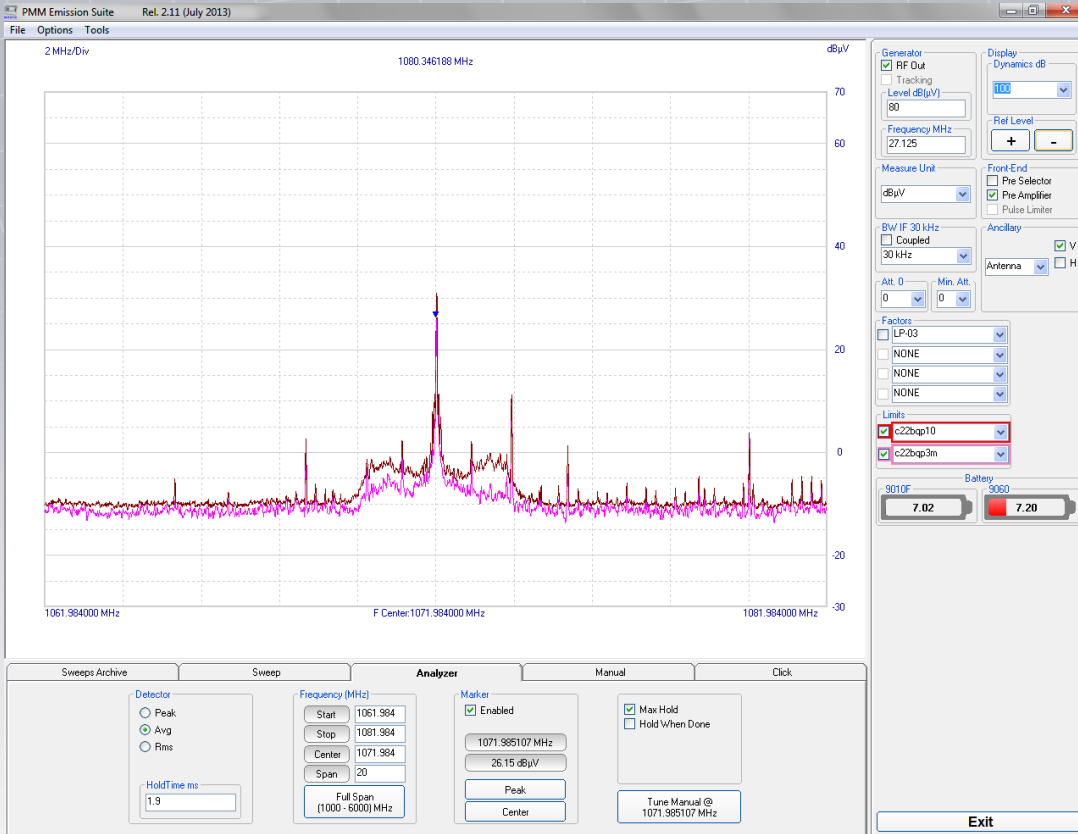 PMM Emission Suite Rel. 2.11 (July 2013)
File Options Tools
2 MHz/Div
1080.346188 MHz
dBµV
70
60
40
20
0
-20
-30
1061.984000 MHz
F Center:1071.984000 MHz
1081.984000 MHz
Generator
RF Out
Tracking
Level dB(µV)
80
Frequency MHz
27.125
Display
Dynamics dB
100
Ref Level
+
-
Measure Unit
dBµV
Front-End
Pre Selector
Pre Amplifier
Pulse Limiter
BW IF 30 kHz
Coupled
30 kHz
Ancillary
V
Antenna
H
Att. 0
0
Min. Att.
0
Factors
LP-03
NONE
NONE
NONE
Limits
c22bqp10
c22bqp3m
Battery
9010F
7.02
9060
7.20
Sweeps Archive
Sweep
Analyzer
Manual
Click
Detector
Peak
Avg
Rms
HoldTime ms
1.9
Frequency (MHz)
Start 1061.984
Stop 1081.984
Center 1071.984
Span 20
Full Span
(1000 - 6000) MHz
Marker
Enabled
1071.985107 MHz
26.15 dBµV
Peak
Center
Max Hold
Hold When Done
Tune Manual @
1071.985107 MHz
Exit